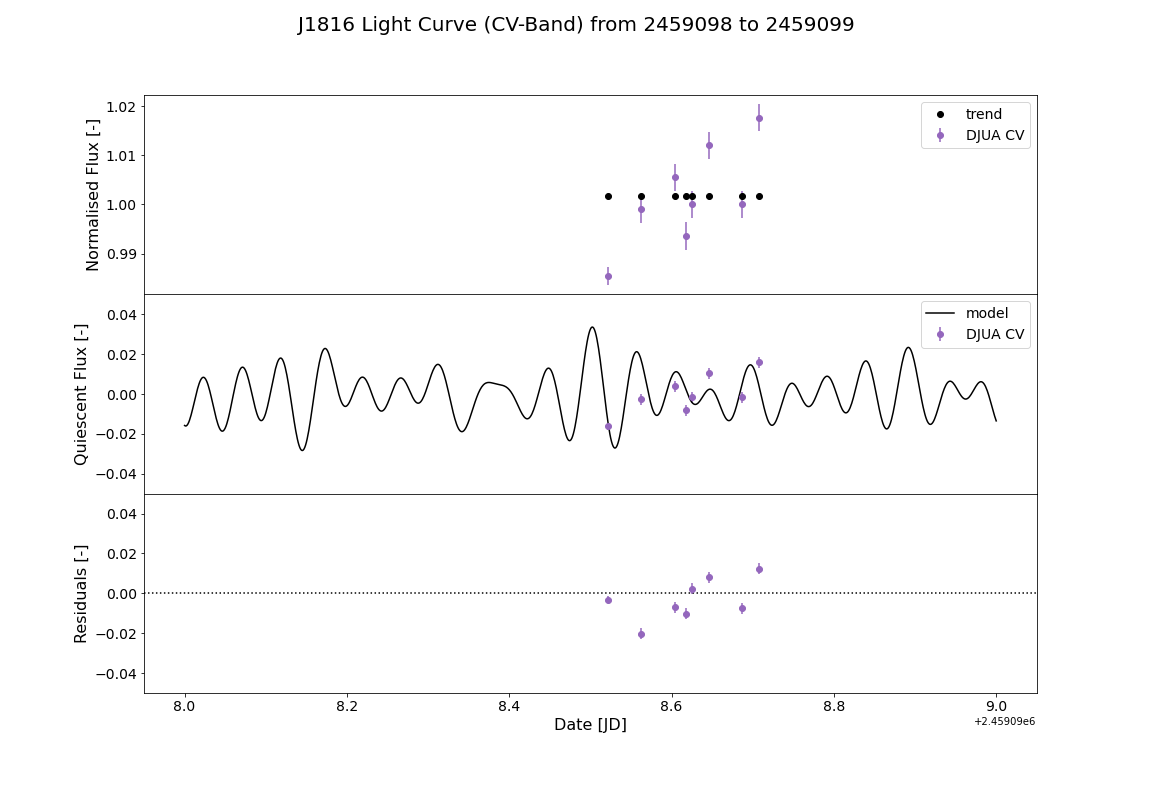 J1816 Light Curve (CV-Band) from 2459098 to 2459099
Normalised Flux [-]
1.02
1.01
1.00
0.99
trend
DJUA CV
Quiescent Flux [-]
0.04
0.02
0.00
−0.02
−0.04
model
DJUA CV
Residuals [-]
0.04
0.02
0.00
−0.02
−0.04
8.0 8.2 8.4 8.6 8.8 9.0
Date [JD]
+2.45909e6